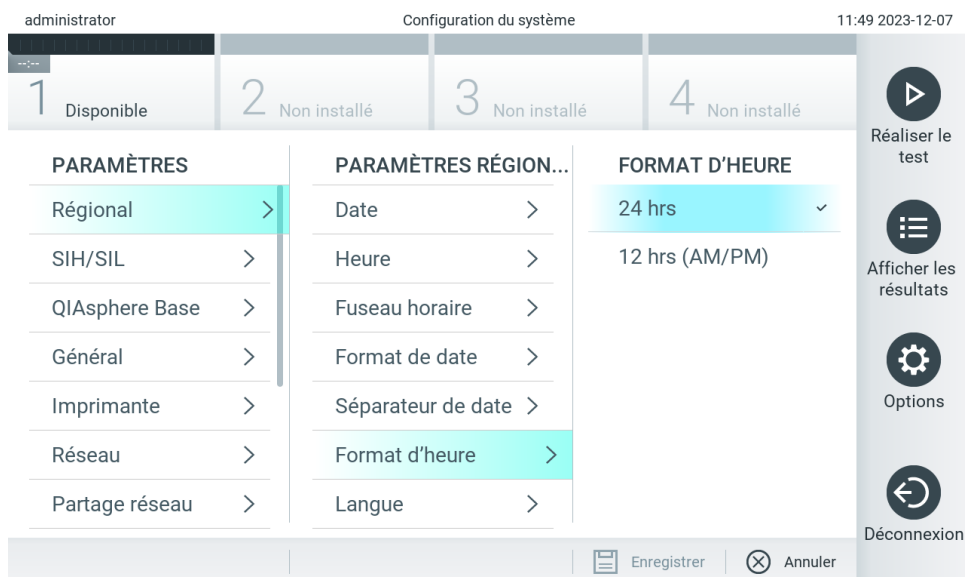 administrator
Configuration du système
11:49 2023-12-07
--:--
1 Disponible
2 Non installé
3 Non installé
4 Non installé
PARAMÈTRES
Régional
SIH/SIL
QIAsphere Base
Général
Imprimante
Réseau
Partage réseau
PARAMÈTRES RÉGION...
Date
Heure
Fuseau horaire
Format de date
Séparateur de date
Format d’heure
Langue
FORMAT D’HEURE
24 hrs
12 hrs (AM/PM)
Réaliser le
test
Afficher les
résultats
Options
Déconnexion
Enregistrer
Annuler